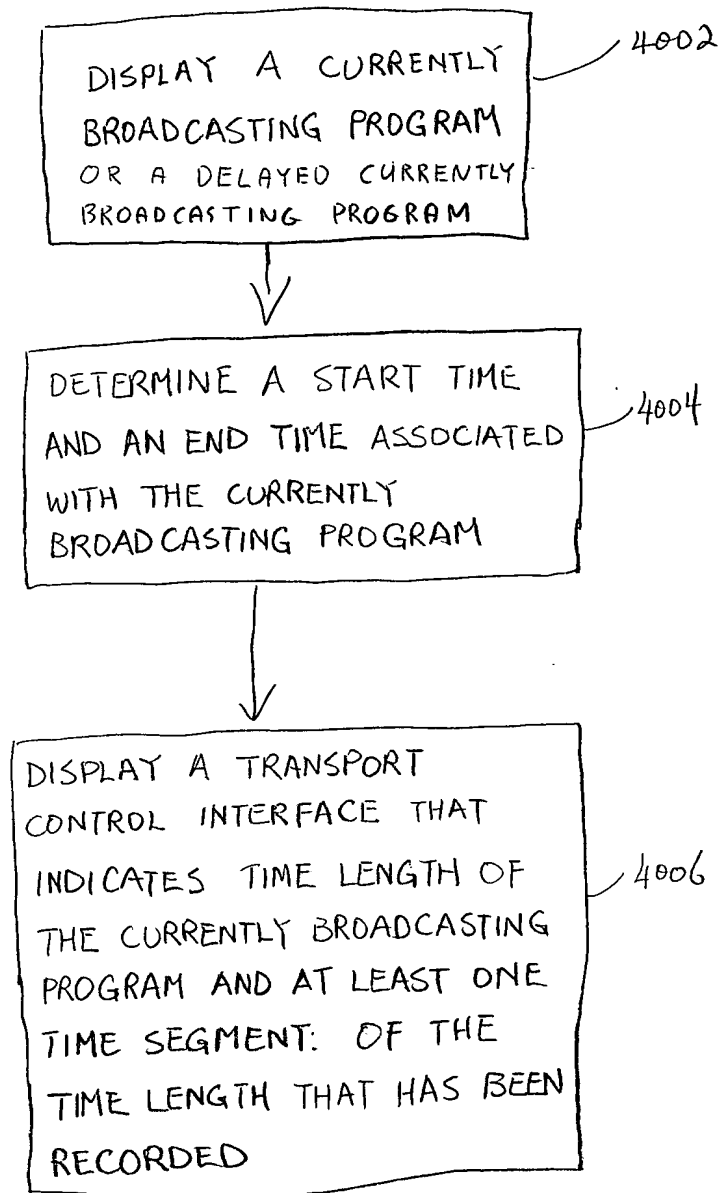 DISPLAY A CURRENTLY
BROADCASTING PROGRAM
OR A DELAYED CURRENTLY
BROADCASTING PROGRAM
4002
DETERMINE A START TIME
AND AN END TIME ASSOCIATED
WITH THE CURRENTLY
BROADCASTING PROGRAM
4004
DISPLAY A TRANSPORT
CONTROL INTERFACE THAT
INDICATES TIME LENGTH OF
THE CURRENTLY BROADCASTING
PROGRAM AND AT LEAST ONE
TIME SEGMENT: OF THE
TIME LENGTH THAT HAS BEEN
RECORDED
4006